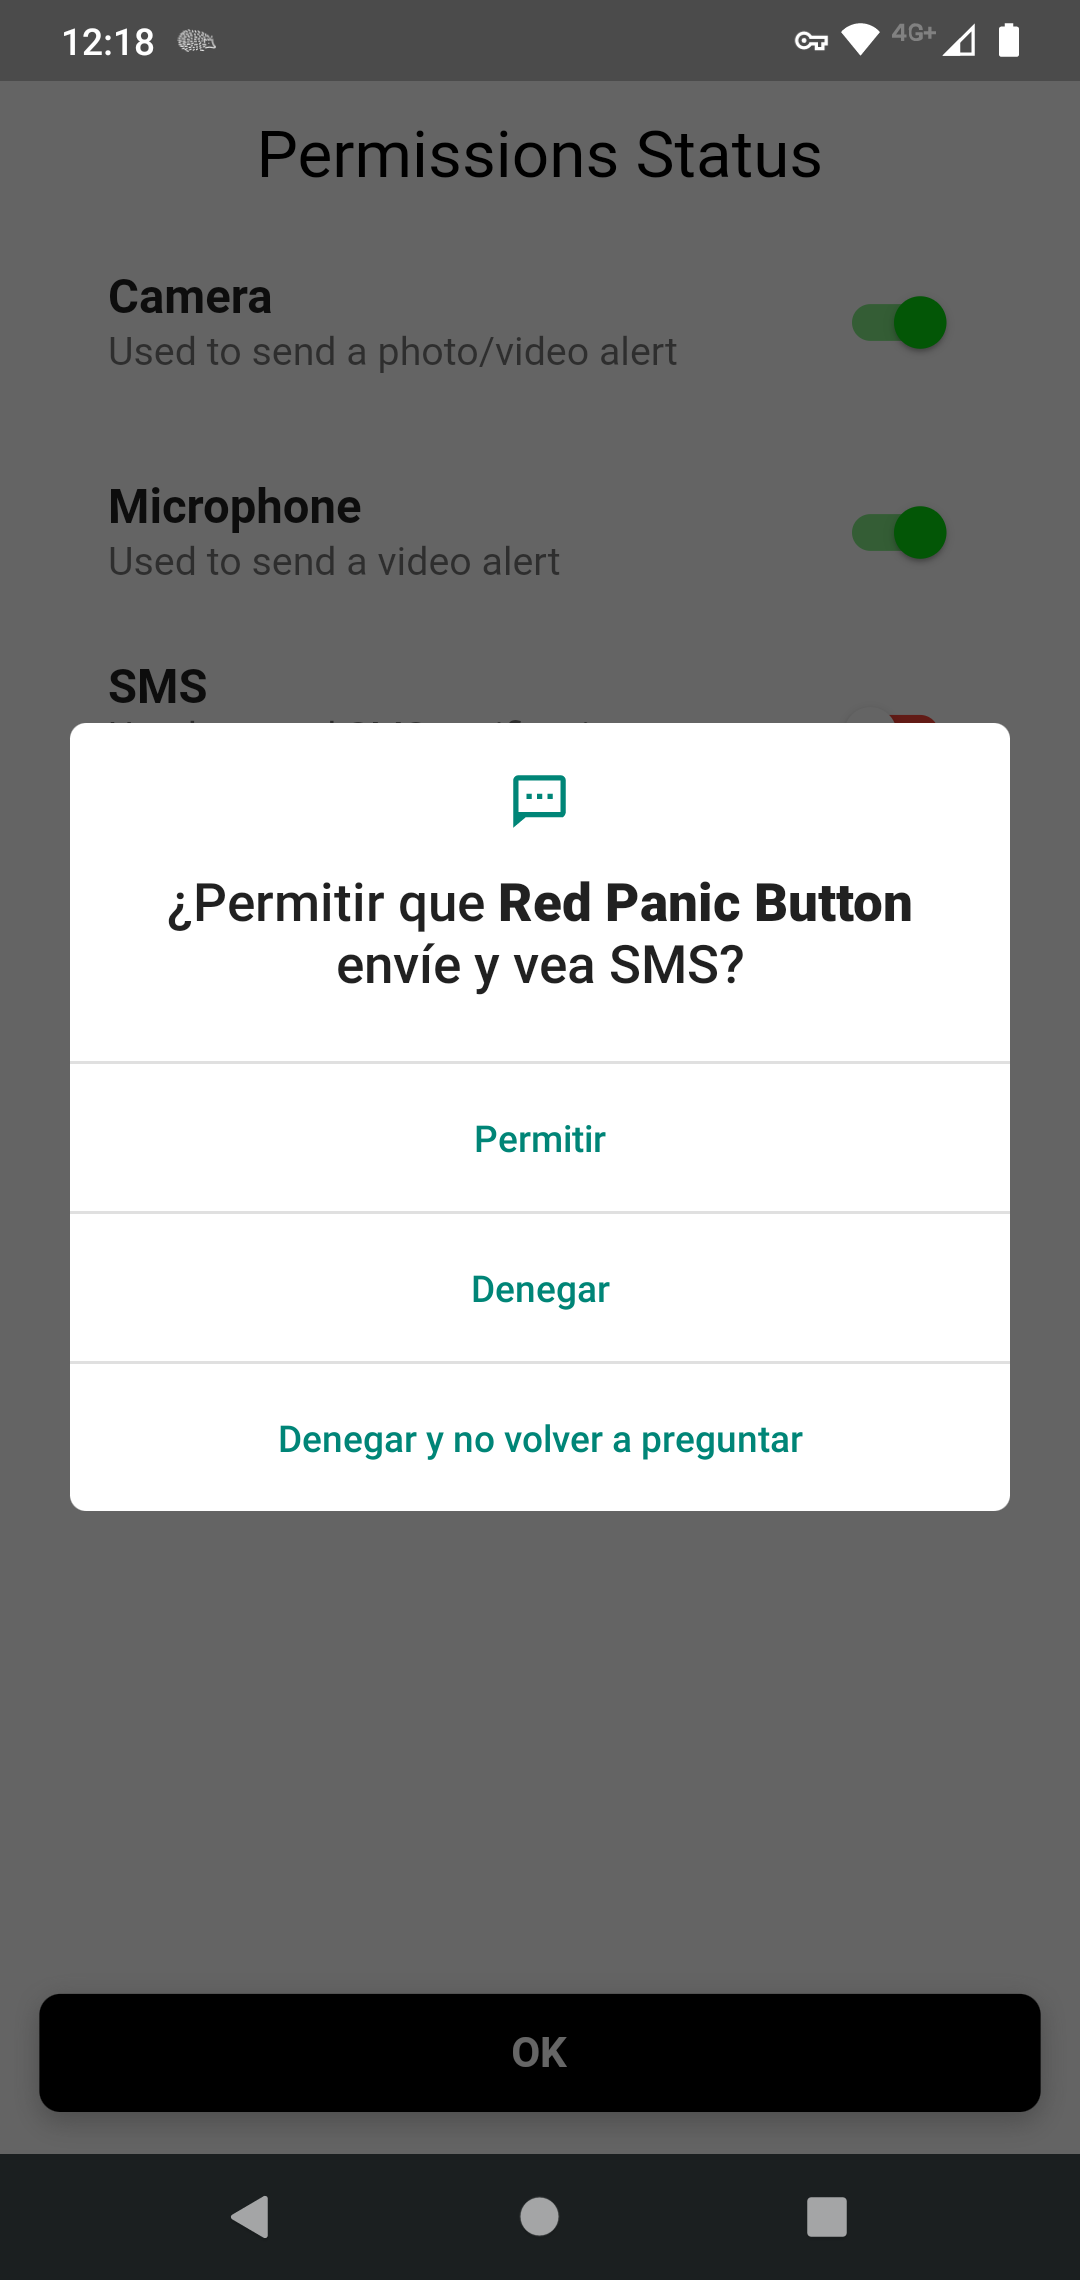 12:18
4G+
Permissions Status
Camera
Used to send a photo/video alert
Microphone
Used to send a video alert
SMS
¿Permitir que Red Panic Button
envíe y vea SMS?
Permitir
Denegar
Denegar y no volver a preguntar
OK